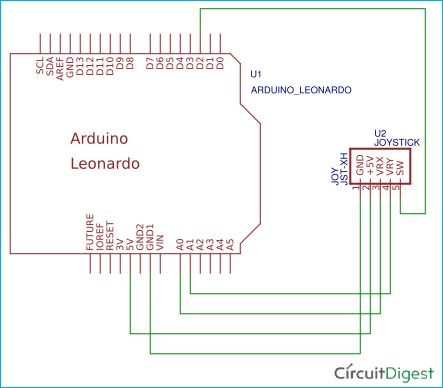 SCL
SDA
AREF
GND
D13
D12
D11
D10
D9
D8
D7
D6
D5
D4
D3
D2
D1
D0
U1
ARDUINO_LEONARDO
Arduino
Leonardo
U2
JOYSTICK
JOY
JST-XH
GND
+5V
VRX
VRY
SW
1
2
3
4
5
FUTURE
IOREF
RESET
3V
5V
GND2
GND1
VIN
A0
A1
A2
A3
A4
A5
CIRCUITDIGEST